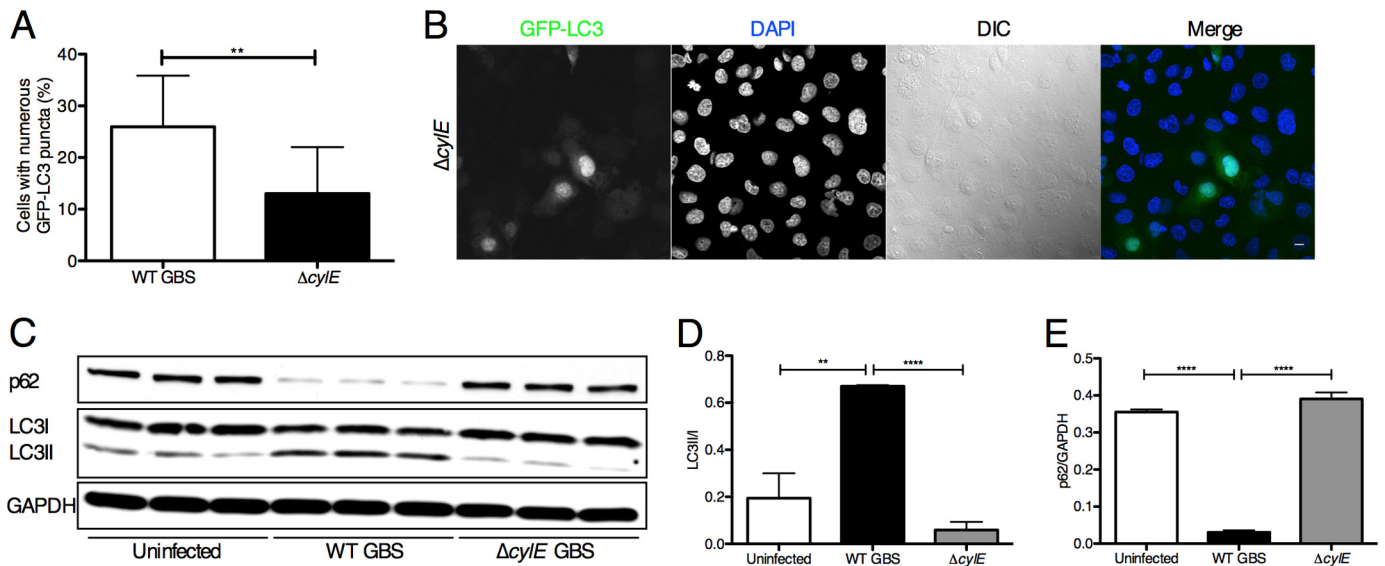 A
Cells with numerous
GFP-LC3 puncta (%)
40
30
20
10
0
**
WT GBS
ΔcylE
B
GFP-LC3
DAPI
DIC
Merge
ΔcylE
C
p62
LC3I
LC3II
GAPDH
Uninfected
WT GBS
ΔcylE GBS
D
LC3II/I
0.8
0.6
0.4
0.2
0.0
**
****
Uninfected
WT GBS
ΔcylE
E
p62/GAPDH
0.5
0.4
0.3
0.2
0.1
0.0
****
****
Uninfected
WT GBS
ΔcylE